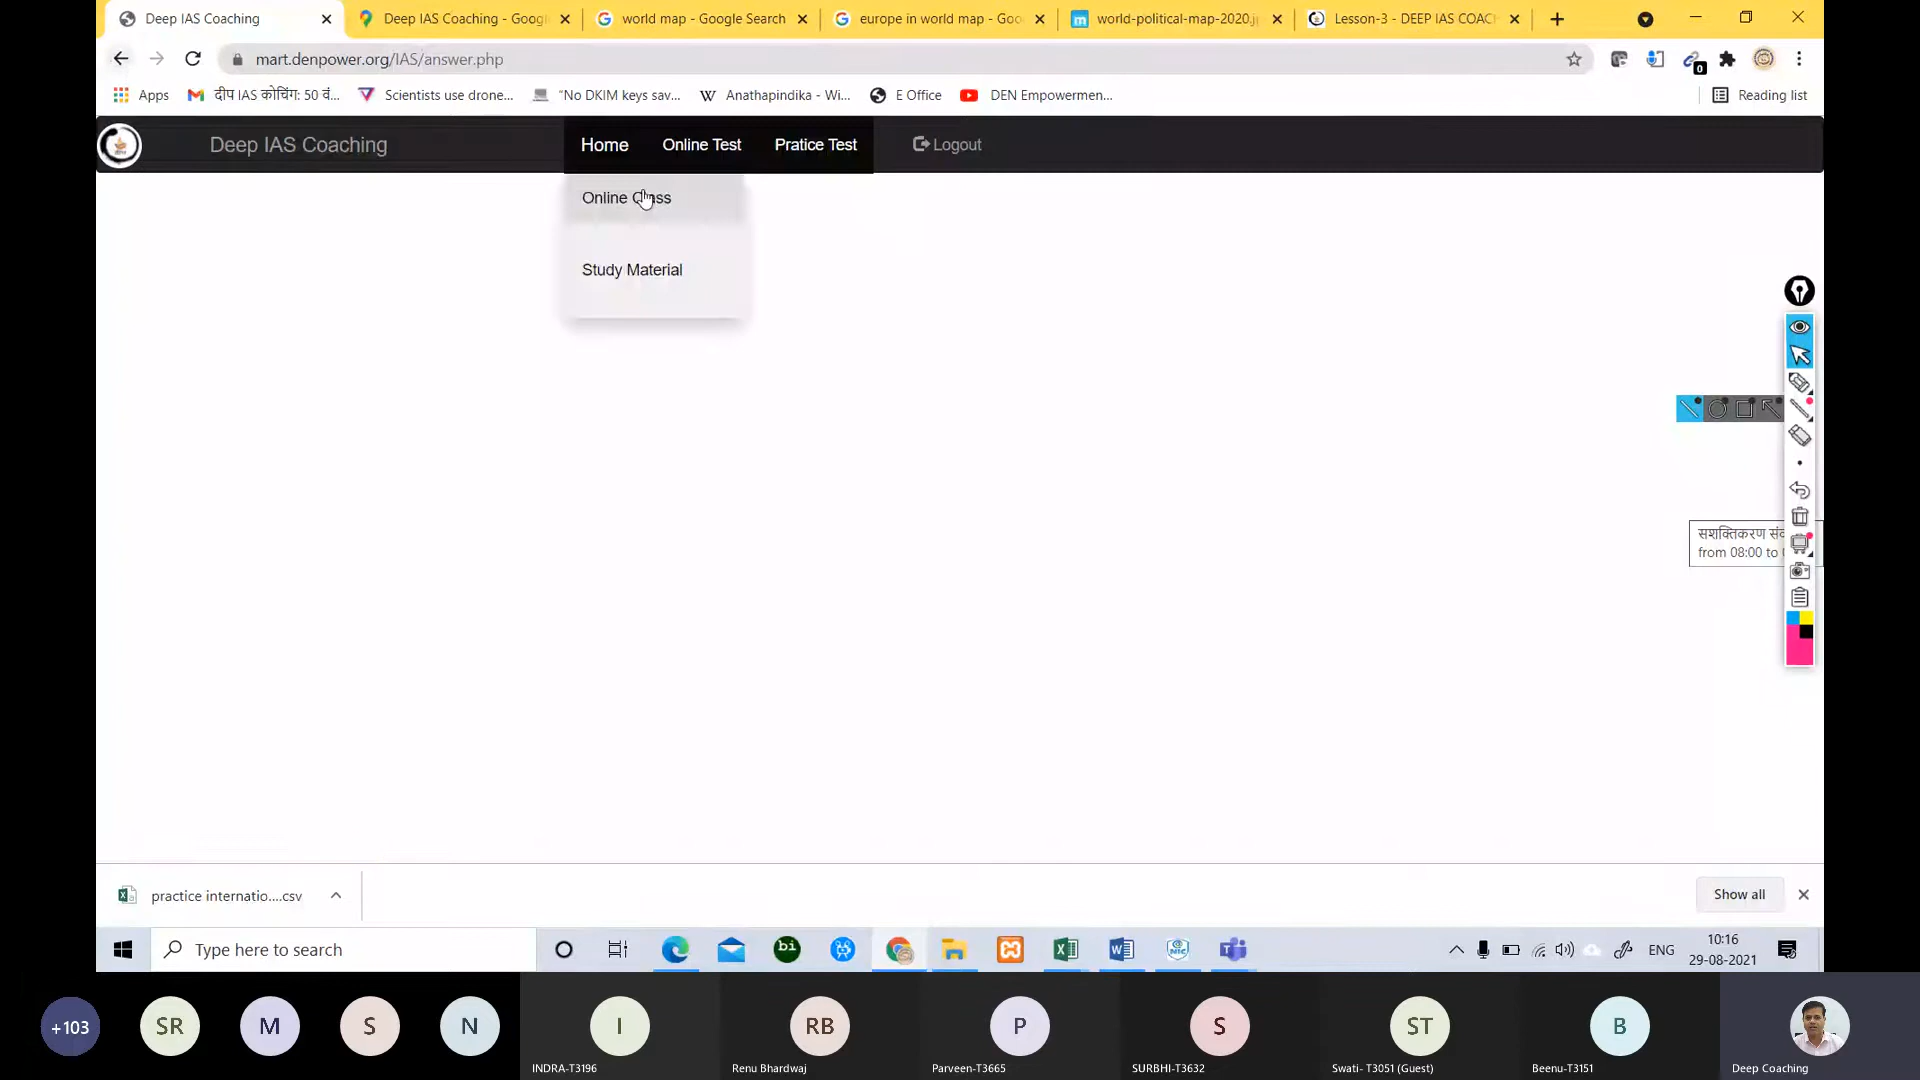 Deep IAS Coaching
Deep IAS Coaching - Googl
world map - Google Search
europe in world map - Goo
world-political-map-2020.j
Lesson-3 - DEEP IAS COACH
mart.denpower.org/IAS/answer.php
0
Apps
दीप IAS कोचिंग: 50 वं...
Scientists use drone...
"No DKIM keys sav...
Anathapindika - Wi...
E Office
DEN Empowermen...
Reading list
Deep IAS Coaching
Home
Online Test
Pratice Test
Logout
Online Class
Study Material
सशक्तिकरण
from 08:00 to
practice internatio....csv
Show all
Type here to search
bi
ENG
10:16
29-08-2021
+103
SR
M
S
N
I
RB
P
S
ST
B
INDRA-T3196
Renu Bhardwaj
Parveen-T3665
SURBHI-T3632
Swati- T3051 (Guest)
Beenu-T3151
Deep Coaching